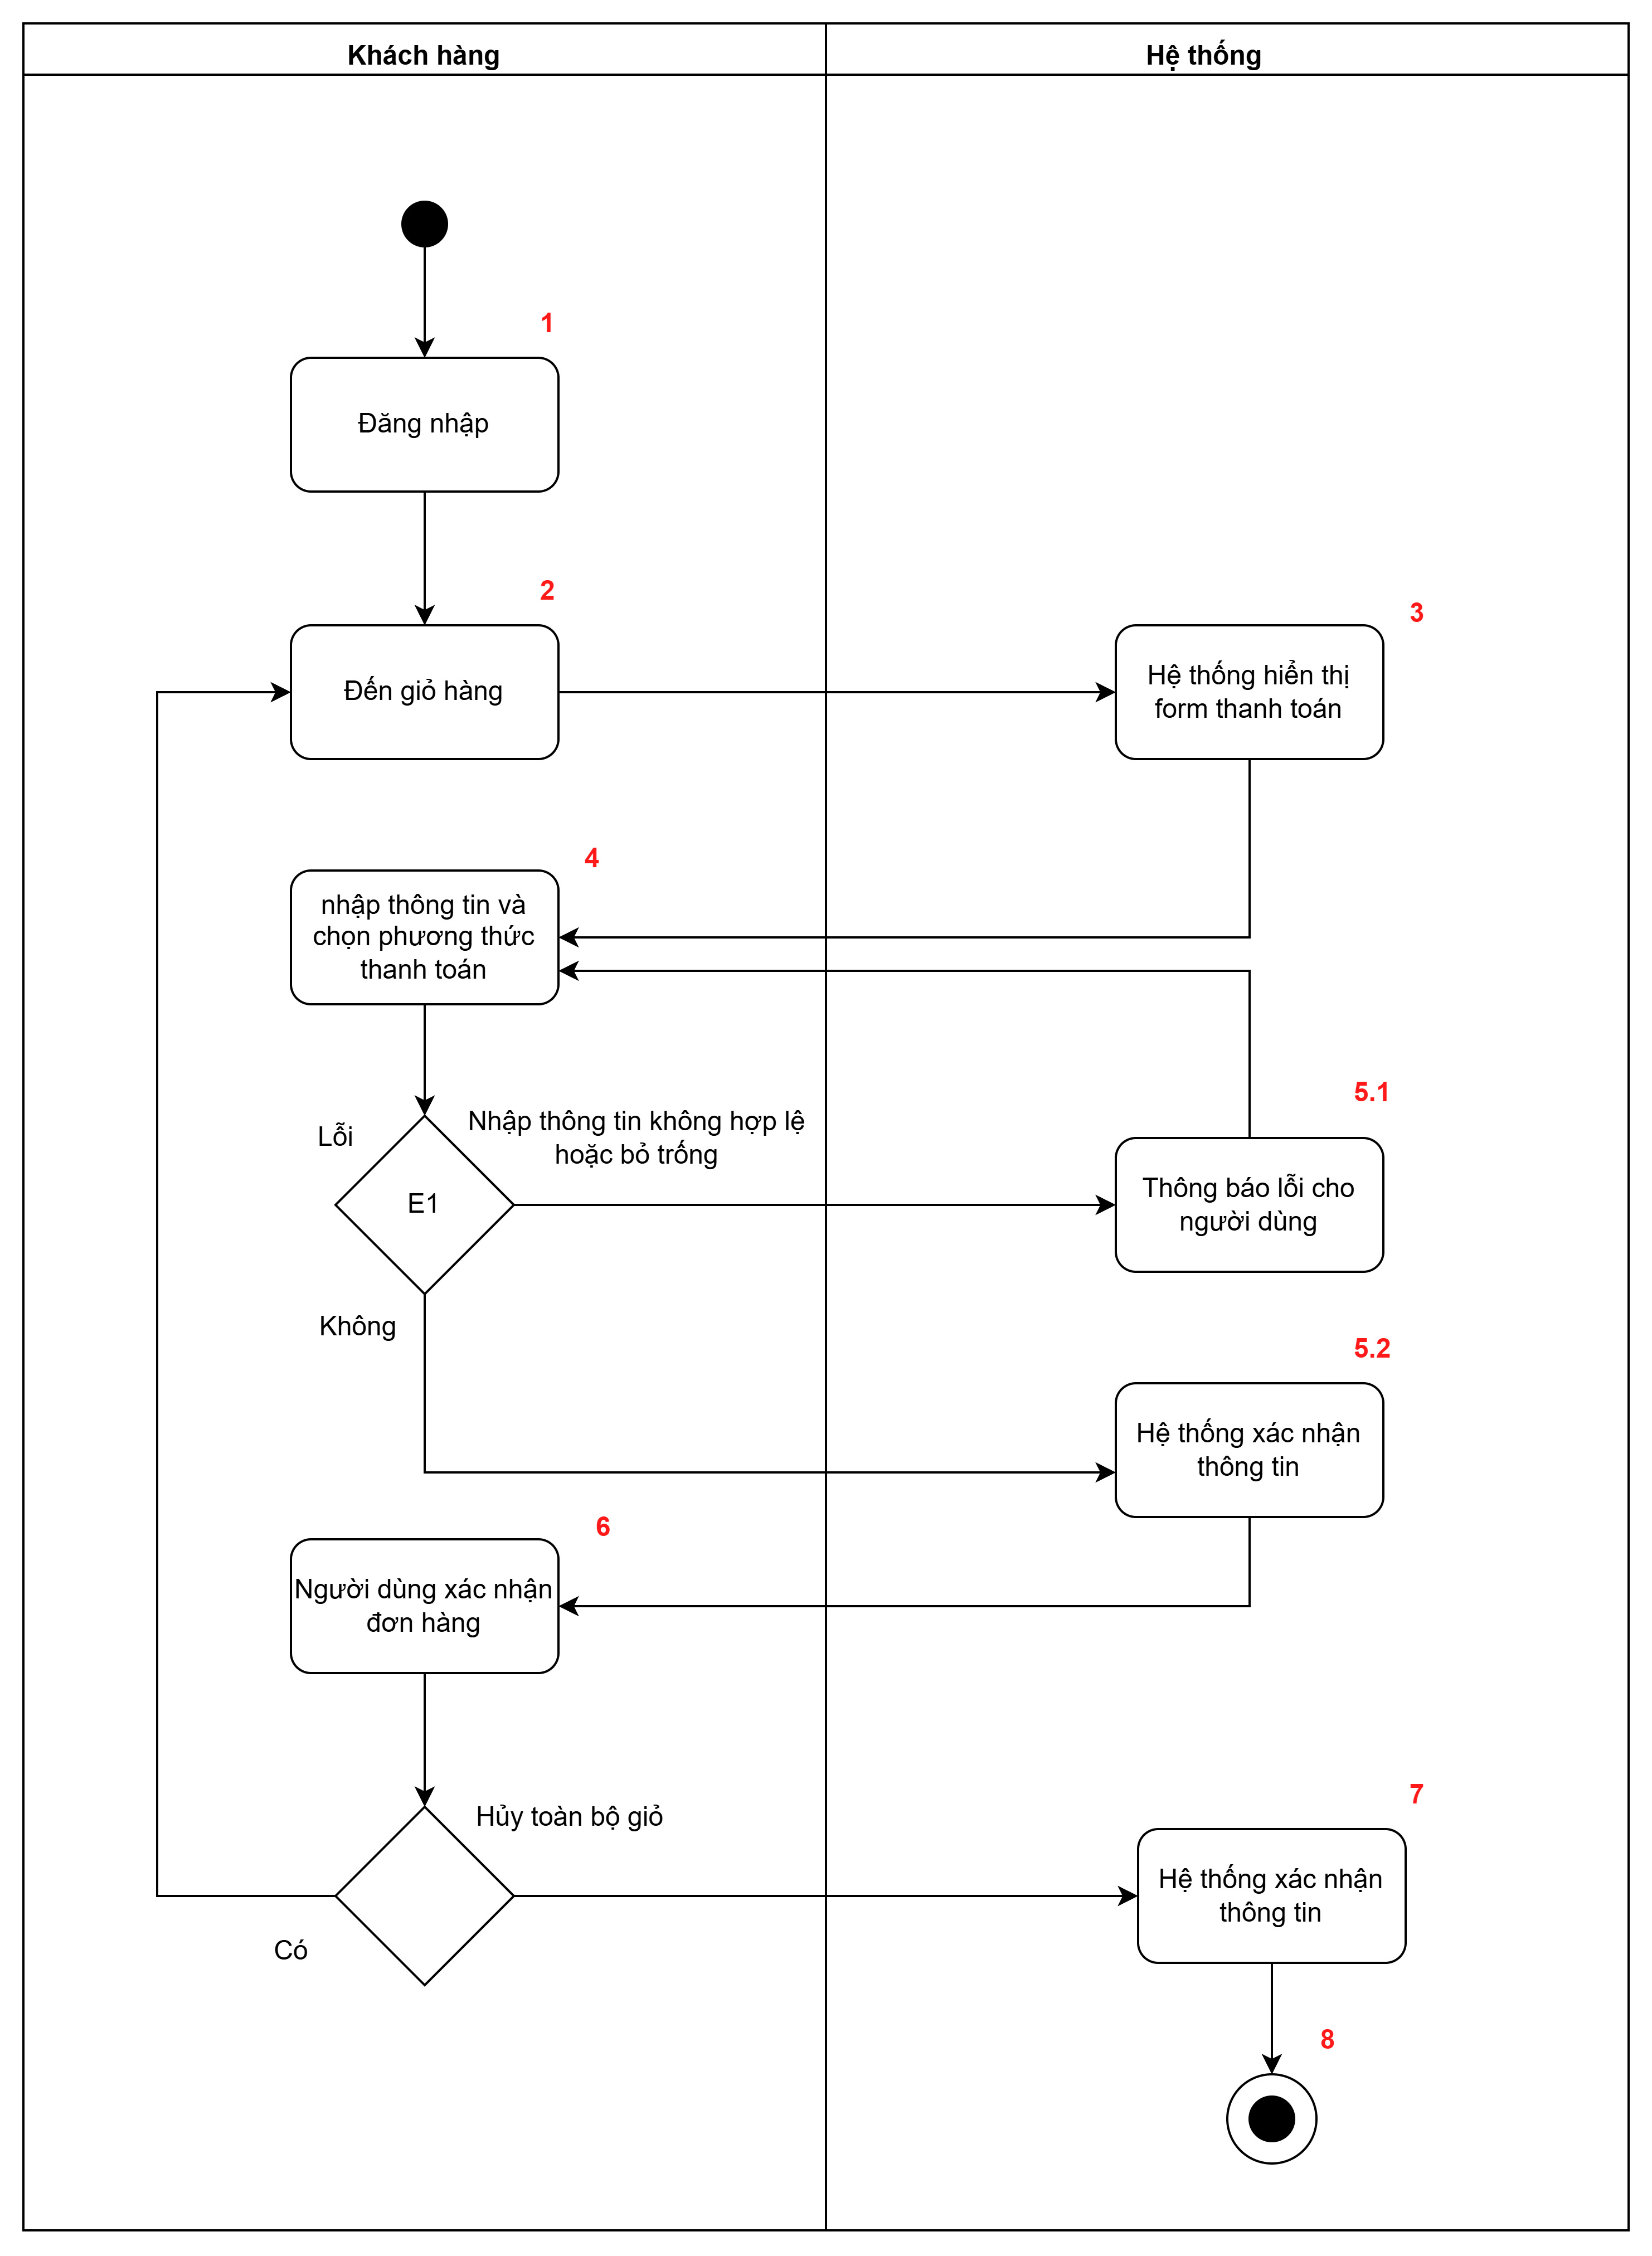 Khách hàng
Hệ thống
1
Đăng nhập
2
Đến giỏ hàng
3
Hệ thống hiển thị
form thanh toán
4
nhập thông tin và
chọn phương thức
thanh toán
Lỗi
E1
Nhập thông tin không hợp lệ
hoặc bỏ trống
5.1
Thông báo lỗi cho
người dùng
Không
5.2
Hệ thống xác nhận
thông tin
6
Người dùng xác nhận
đơn hàng
Hủy toàn bộ giỏ
Có
7
Hệ thống xác nhận
thông tin
8